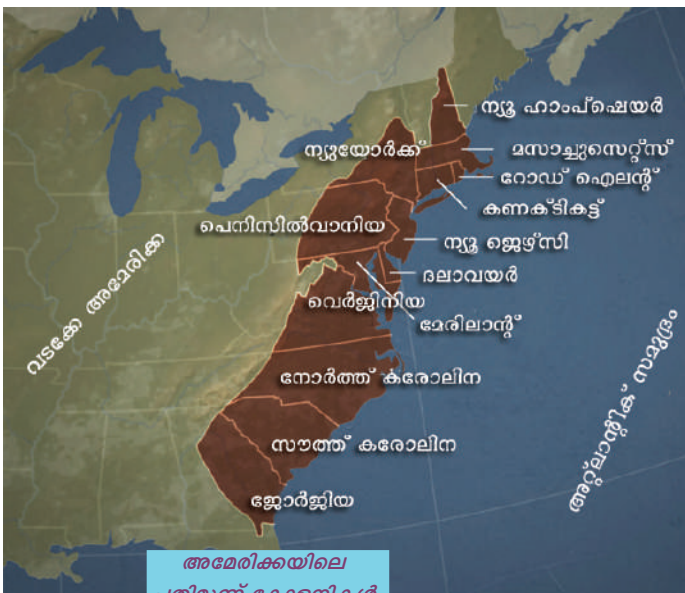 ന്യൂ ഹാംപ്ഷെയർ
ന്യുയോർക്ക്
മസാച്ചുസെറ്റ്സ്
റോഡ് ഐലന്റ്
കണക്ടികട്ട്
പെനിസിൽവാനിയ
ന്യൂ ജെഴ്സി
ദലാവയർ
വെർജിനിയ
മേരിലാന്റ്
വടക്കേ അമേരിക്ക
നോർത്ത് കരോലിന
സൗത്ത് കരോലിന
ജോർജിയ
അറ്റ്ലാന്റിക് സമുദ്രം
അമേരിക്കയിലെ